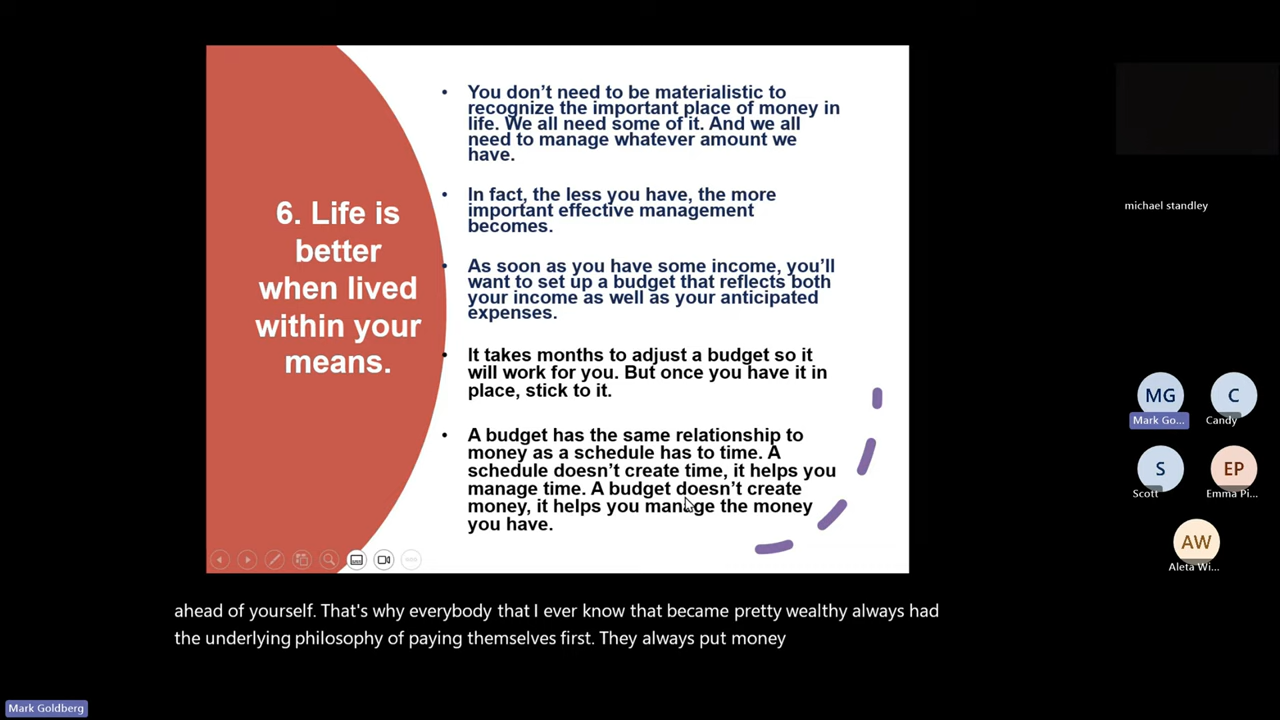 6. Life is
better
when lived
within your
means.
• You don’t need to be materialistic to
recognize the important place of money in
life. We all need some of it. And we all
need to manage whatever amount we
have.
• In fact, the less you have, the more
important effective management
becomes.
• As soon as you have some income, you’ll
want to set up a budget that reflects both
your income as well as your anticipated
expenses.
• It takes months to adjust a budget so it
will work for you. But once you have it in
place, stick to it.
• A budget has the same relationship to
money as a schedule has to time. A
schedule doesn’t create time, it helps you
manage time. A budget doesn’t create
money, it helps you manage the money
you have.
michael standley
MG
Mark Go...
C
Candy
S
Scott
EP
Emma Pi...
AW
Aleta Wi...
ahead of yourself. That's why everybody that I ever know that became pretty wealthy always had
the underlying philosophy of paying themselves first. They always put money
Mark Goldberg